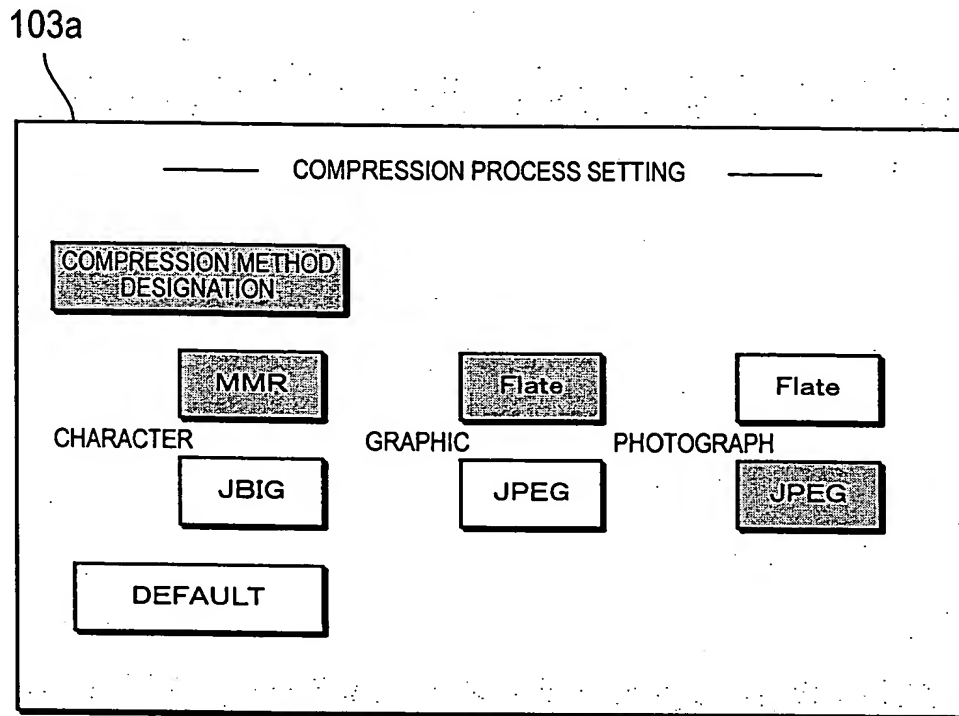 103a
COMPRESSION PROCESS SETTING
COMPRESSION METHOD
DESIGNATION
MMR
Flate
Flate
CHARACTER
GRAPHIC
PHOTOGRAPH
JBIG
JPEG
JPEG
DEFAULT